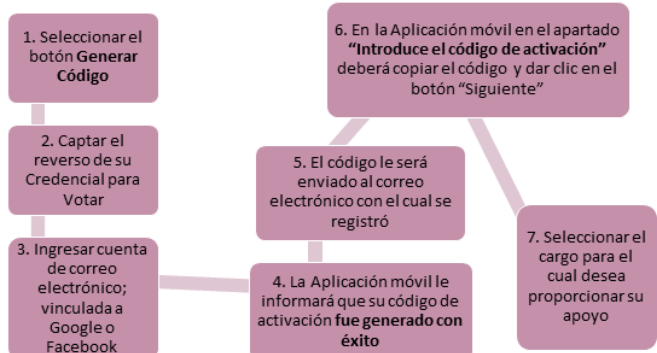 1. Seleccionar el
botón Generar
Código
2. Captar el
reverso de su
Credencial para
Votar
3. Ingresar cuenta
de correo
electrónico;
vinculada a
Google o
Facebook
4. La Aplicación móvil le
informará que su código de
activación fue generado con
éxito
5. El código le será
enviado al correo
electrónico con el cual se
registró
6. En la Aplicación móvil en el apartado
“Introduce el código de activación”
deberá copiar el código y dar clic en el
botón “Siguiente”
7. Seleccionar el
cargo para el
cual desea
proporcionar su
apoyo